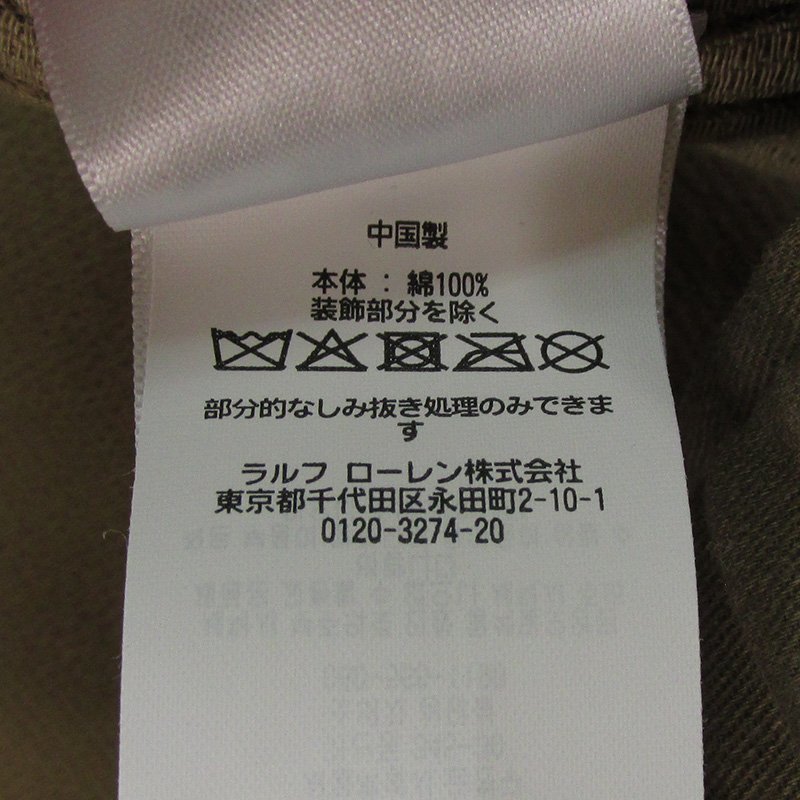 中国製
本体：綿100%
装飾部分を除く
部分的なしみ抜き処理のみできま
す
ラルフ ローレン株式会社
東京都千代田区永田町2-10-1
0120-3274-20